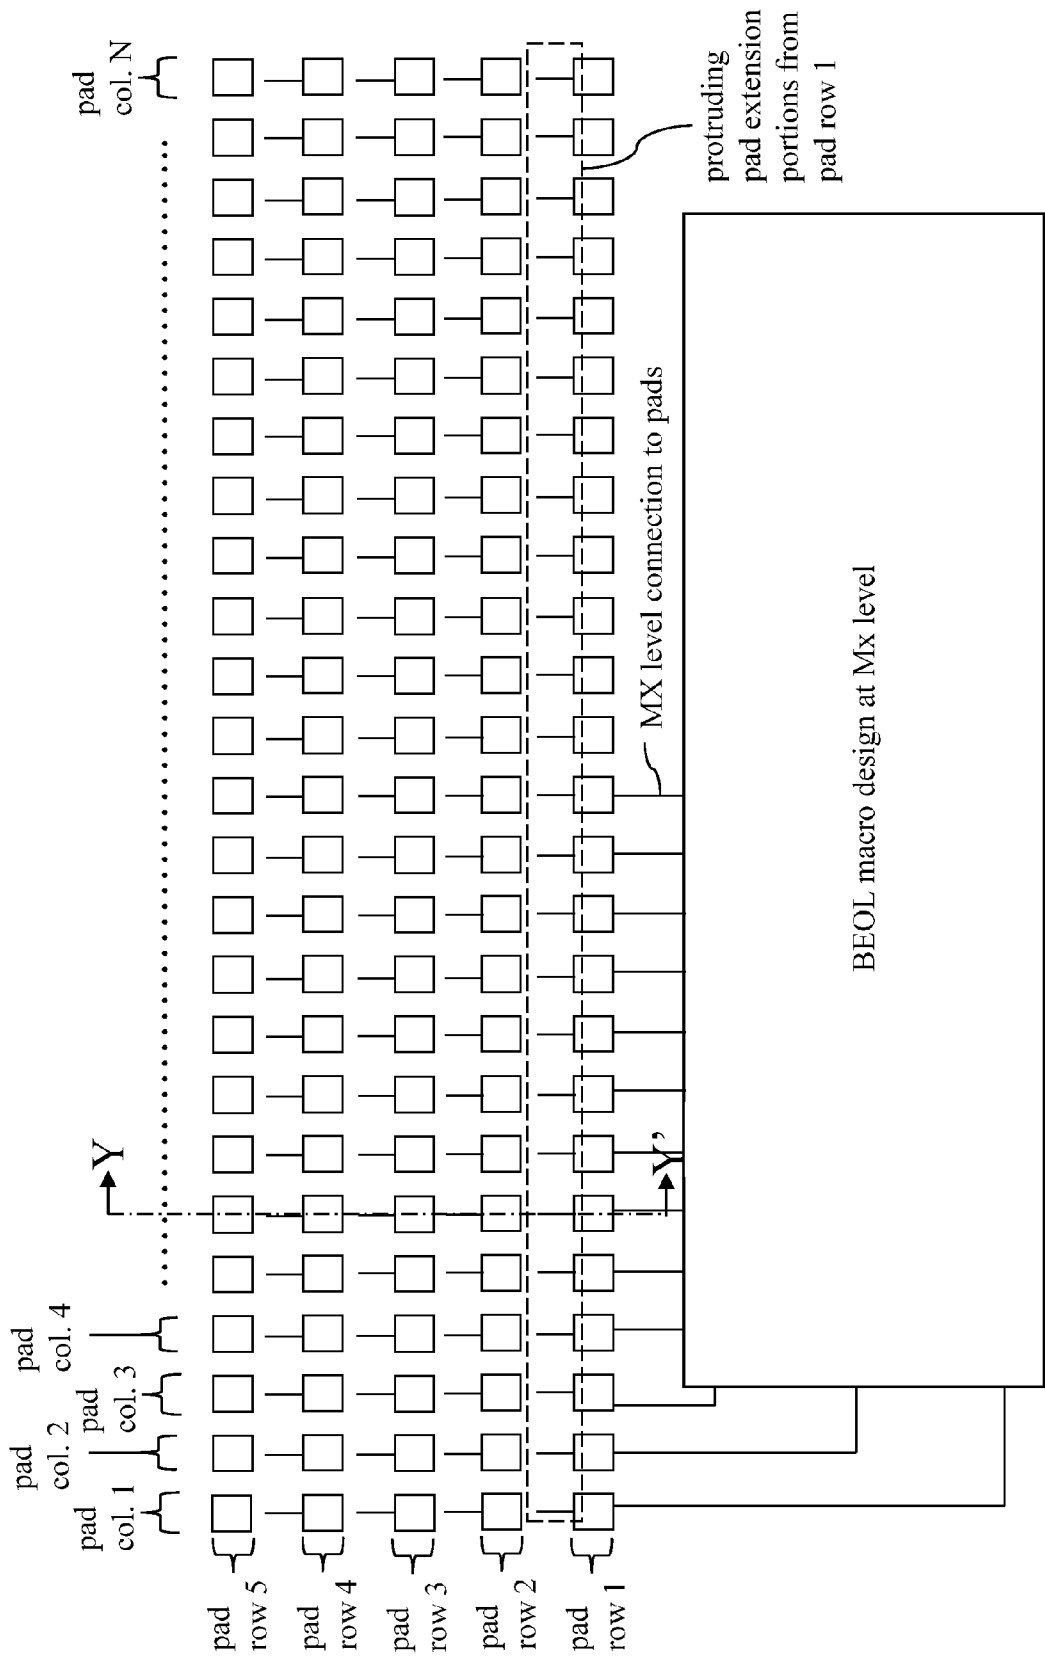 pad
col. 1
pad
col. 2
pad
col. 3
pad
col. 4
pad
col. N
Y
pad
row 5
pad
row 4
pad
row 3
pad
row 2
pad
row 1
Y’
protruding
pad extension
portions from
pad row 1
MX level connection to pads
BEOL macro design at Mx level